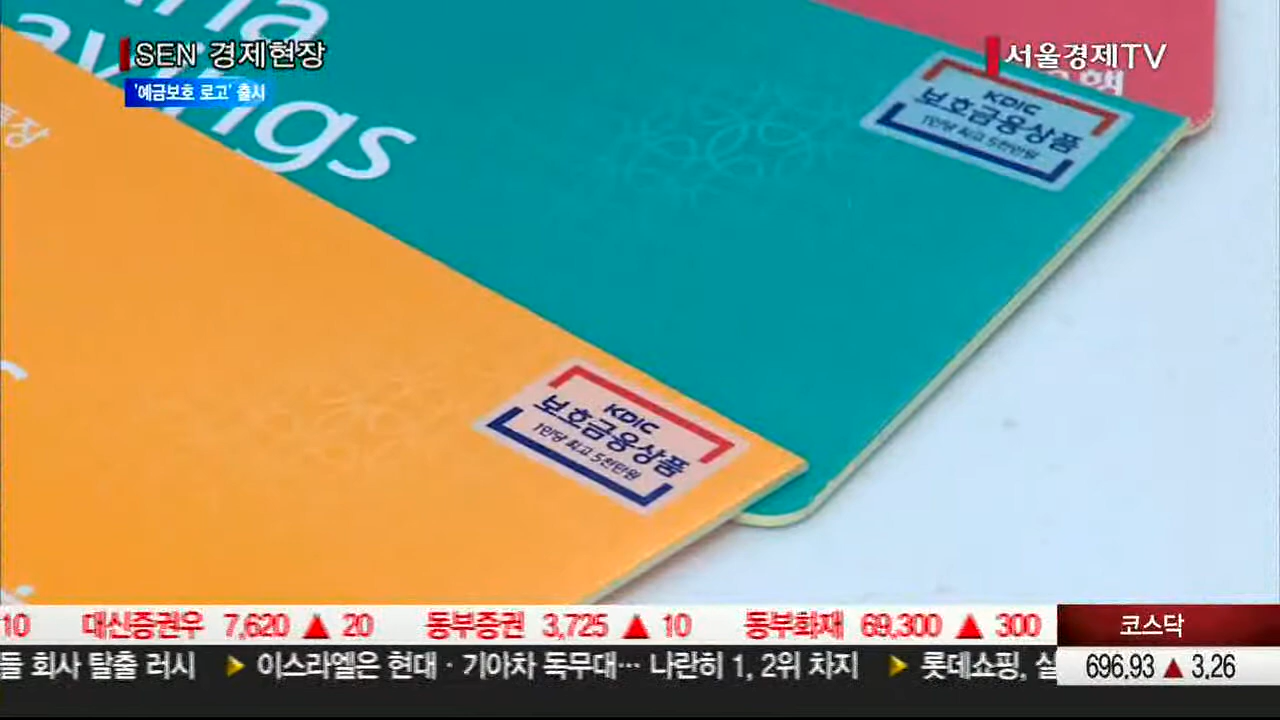 SEN 경제현장
'예금보호 로고' 출시
서울경제TV
avings
KDIC
보호금융상품
1인당 최고 5천만원
KDIC
보호금융상품
1인당 최고 5천만원
10 대신증권우 7,620 ▲ 20 동부증권 3,725 ▲ 10 동부화재 69,300 ▲ 300
코스닥
들 회사 탈출 러시 ▶ 이스라엘은 현대·기아차 독무대… 나란히 1, 2위 차지 ▶ 롯데쇼핑, 실
696.93 ▲ 3.26